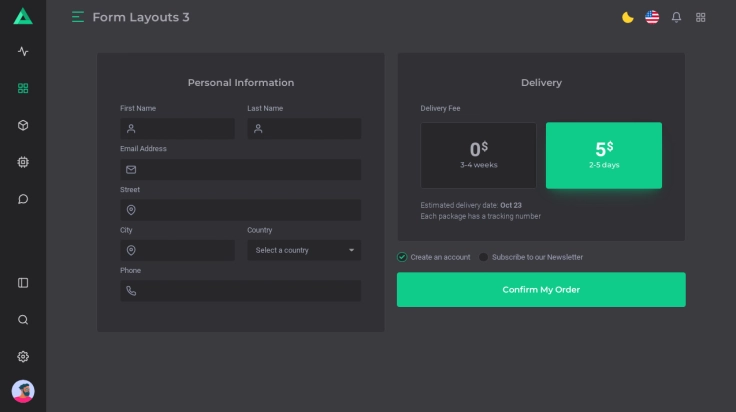 Form Layouts 3
Personal Information
First Name
Last Name
Email Address
Street
City
Country
Select a country
Phone
Delivery
Delivery Fee
0$
3-4 weeks
5$
2-5 days
Estimated delivery date: Oct 23
Each package has a tracking number
Create an account
Subscribe to our Newsletter
Confirm My Order